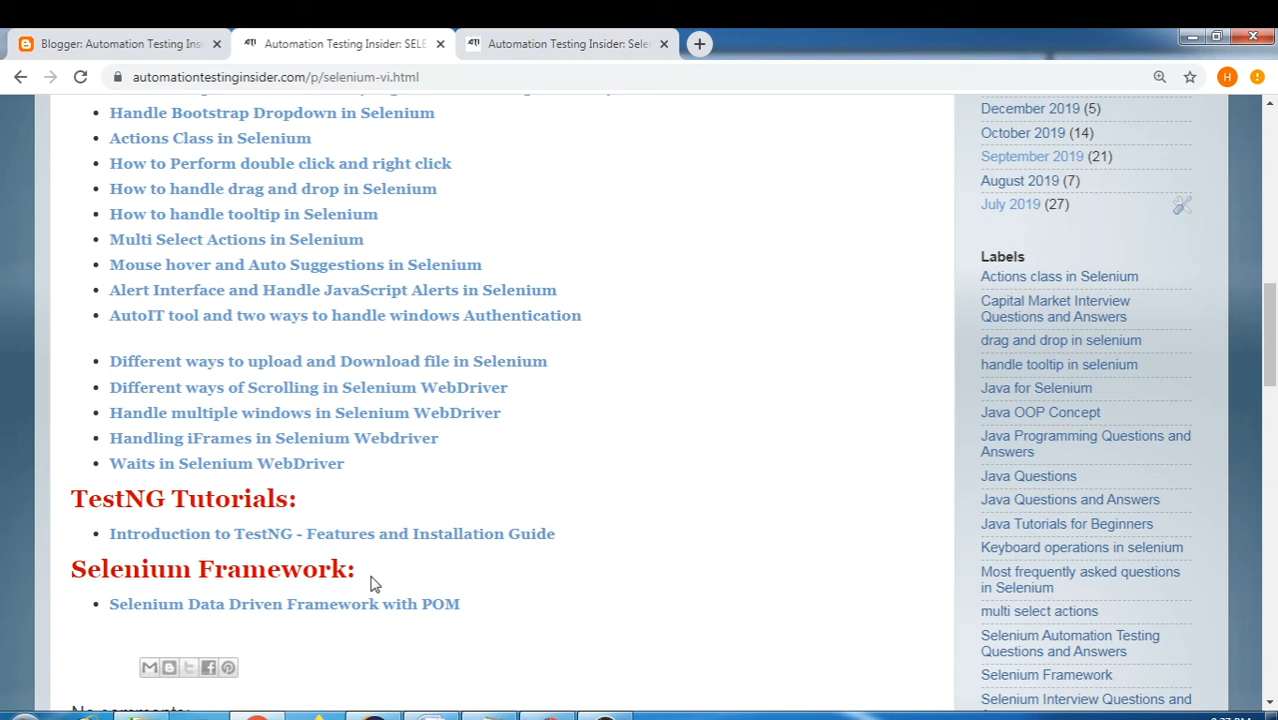 Blogger: Automation Testing Ins
Automation Testing Insider: SELE
Automation Testing Insider: Sele
automationtestinginsider.com/p/selenium-vi.html
H
Handle Bootstrap Dropdown in Selenium
Actions Class in Selenium
How to Perform double click and right click
How to handle drag and drop in Selenium
How to handle tooltip in Selenium
Multi Select Actions in Selenium
Mouse hover and Auto Suggestions in Selenium
Alert Interface and Handle JavaScript Alerts in Selenium
AutoIT tool and two ways to handle windows Authentication
Different ways to upload and Download file in Selenium
Different ways of Scrolling in Selenium WebDriver
Handle multiple windows in Selenium WebDriver
Handling iFrames in Selenium Webdriver
Waits in Selenium WebDriver
TestNG Tutorials:
Introduction to TestNG - Features and Installation Guide
Selenium Framework:
Selenium Data Driven Framework with POM
December 2019 (5)
October 2019 (14)
September 2019 (21)
August 2019 (7)
July 2019 (27)
Labels
Actions class in Selenium
Capital Market Interview
Questions and Answers
drag and drop in selenium
handle tooltip in selenium
Java for Selenium
Java OOP Concept
Java Programming Questions and
Answers
Java Questions
Java Questions and Answers
Java Tutorials for Beginners
Keyboard operations in selenium
Most frequently asked questions
in Selenium
multi select actions
Selenium Automation Testing
Questions and Answers
Selenium Framework
Selenium Interview Questions and